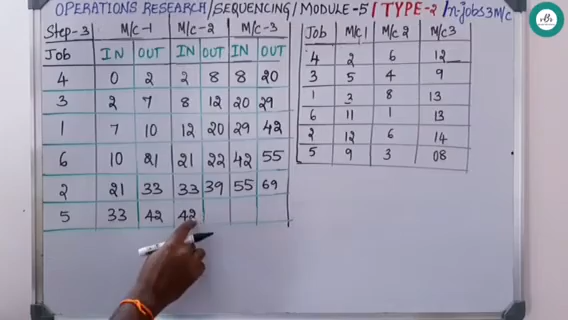 OPERATIONS RESEARCH/SEQUENCING/MODULE-5/TYPE-2/n-jobs3M/c
Step-3 M/c-1 M/c-2 M/c-3
Job IN OUT IN OUT IN OUT
4 0 2 2 8 8 20
3 2 7 8 12 20 29
1 7 10 12 20 29 42
6 10 21 21 22 42 55
2 21 33 33 39 55 69
5 33 42 42
Job M/c1 M/c2 M/c3
4 2 6 12
3 5 4 9
1 3 8 13
6 11 1 13
2 12 6 14
5 9 3 08